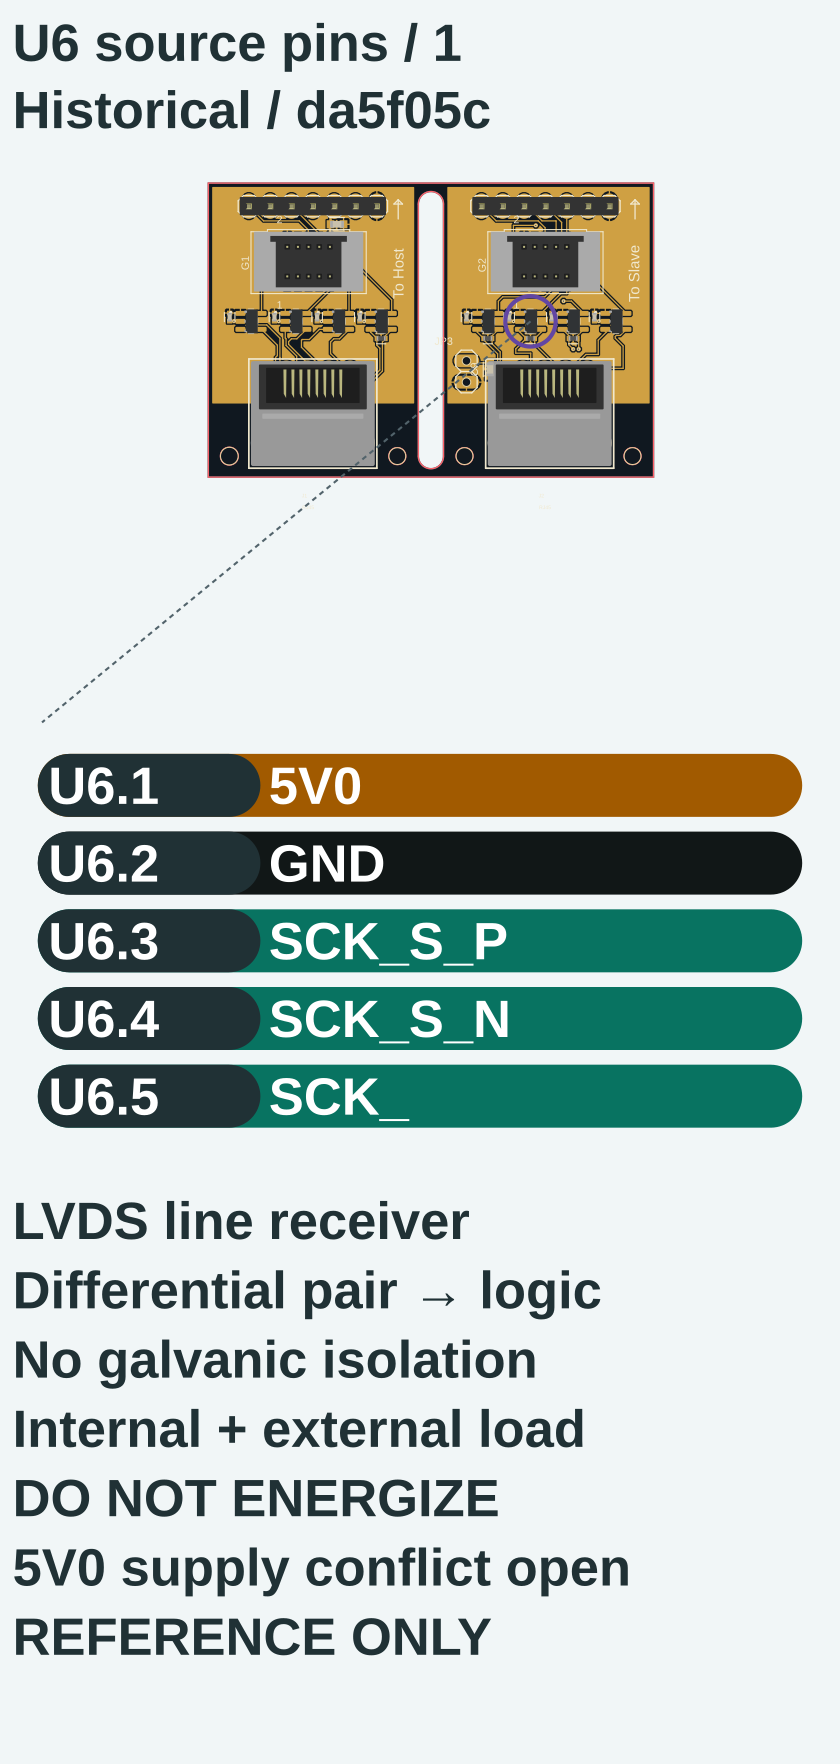 U6 source pins / 1
Historical / da5f05c
G1
To Host
G2
To Slave
1
P3
U6.1 5V0
U6.2 GND
U6.3 SCK_S_P
U6.4 SCK_S_N
U6.5 SCK_
LVDS line receiver
Differential pair → logic
No galvanic isolation
Internal + external load
DO NOT ENERGIZE
5V0 supply conflict open
REFERENCE ONLY